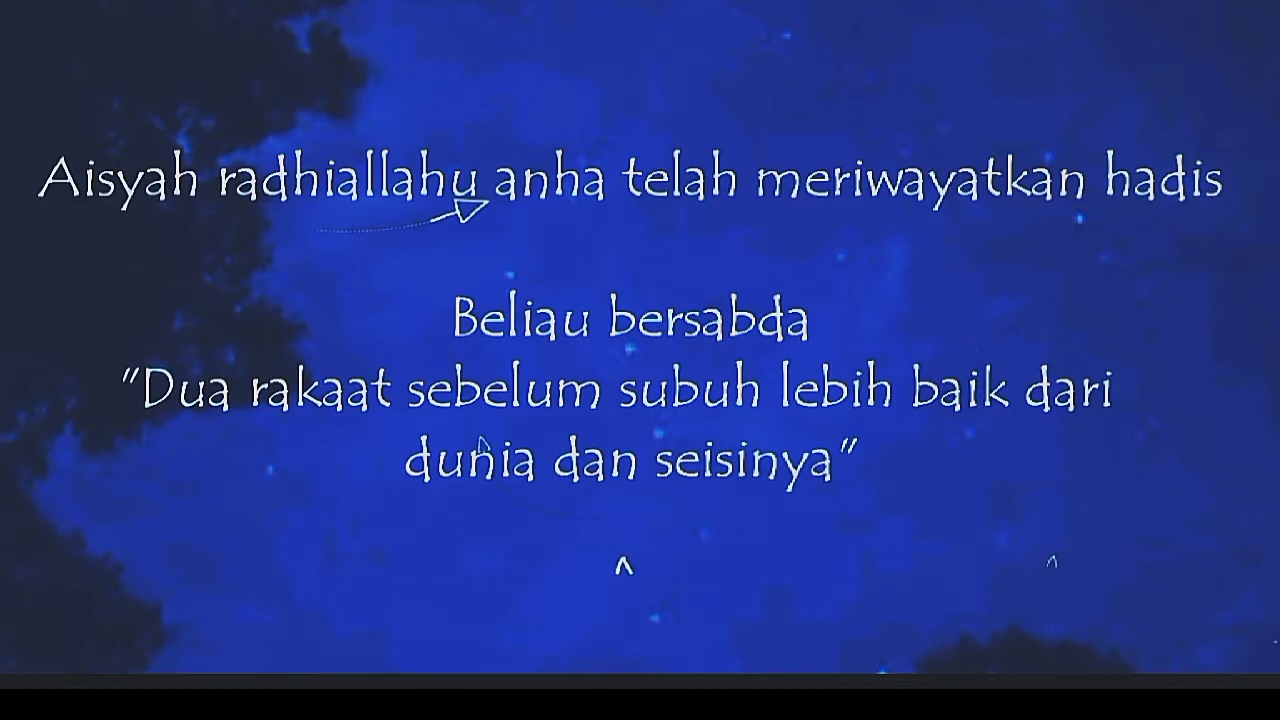 Aisyah radhiallahu anha telah meriwayatkan hadis
Beliau bersabda
"Dua rakaat sebelum subuh lebih baik dari
dunia dan seisinya"